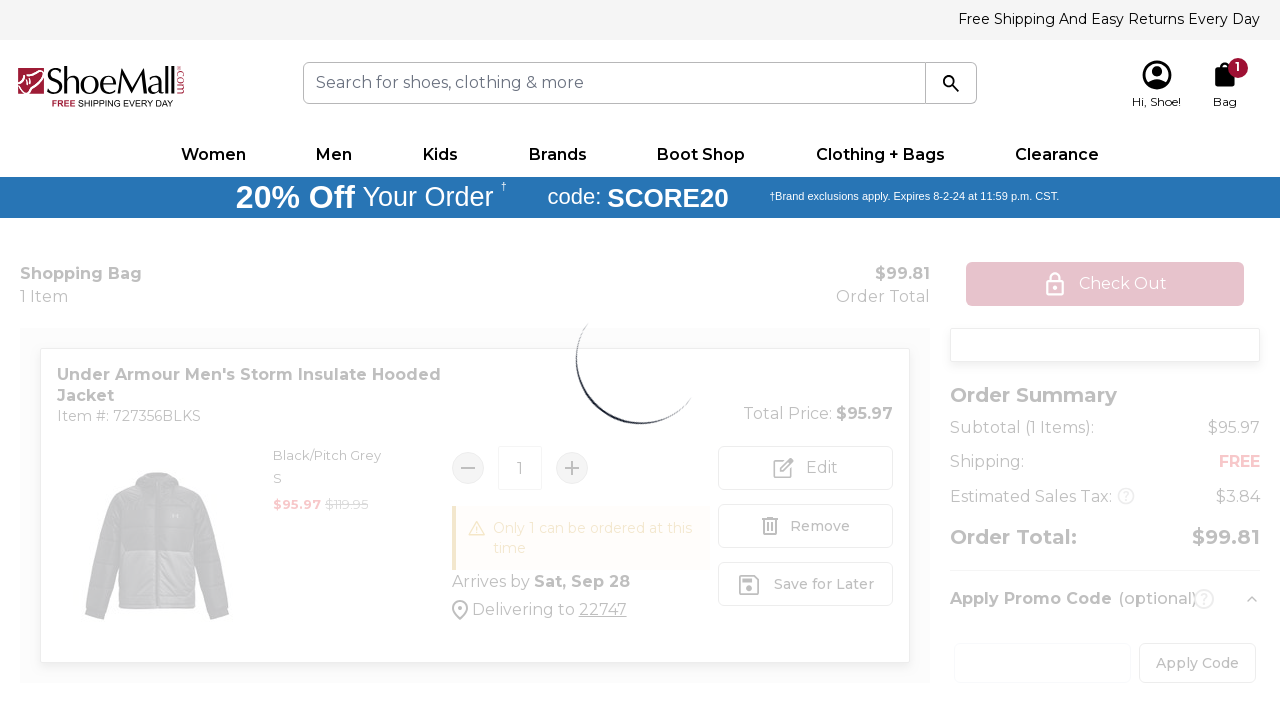 Free Shipping And Easy Returns Every Day
ShoeMall.com®
FREE SHIPPING EVERY DAY
Search for shoes, clothing & more
1
Hi, Shoe!
Bag
Women
Men
Kids
Brands
Boot Shop
Clothing + Bags
Clearance
20% Off Your Order †
code: SCORE20
†Brand exclusions apply. Expires 8-2-24 at 11:59 p.m. CST.
Shopping Bag
1 Item
$99.81
Order Total
Check Out
Under Armour Men's Storm Insulate Hooded
Jacket
Item #: 727356BLKS
Total Price: $95.97
Black/Pitch Grey
S
$95.97 $119.95
1
Only 1 can be ordered at this
time
Arrives by Sat, Sep 28
Delivering to 22747
Edit
Remove
Save for Later
Order Summary
Subtotal (1 Items): $95.97
Shipping: FREE
Estimated Sales Tax: ? $3.84
Order Total: $99.81
Apply Promo Code (optional) ?
Apply Code